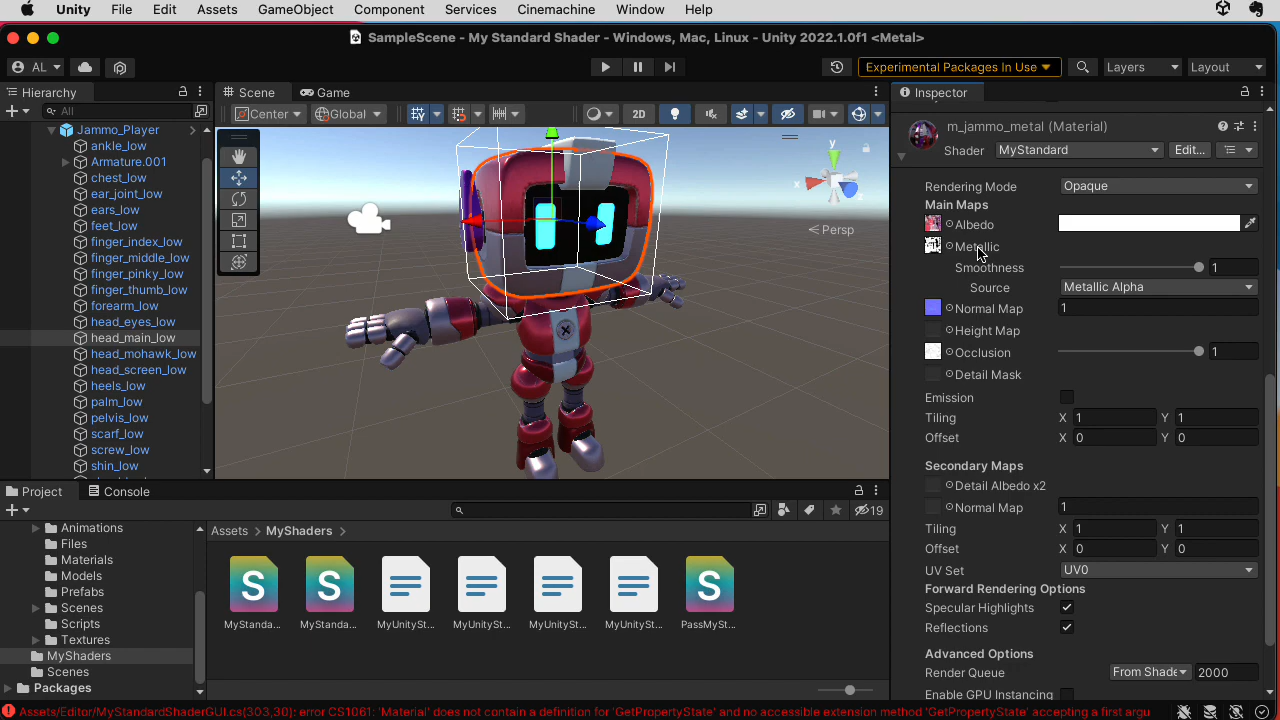 Unity File Edit Assets GameObject Component Services Cinemachine Window Help
SampleScene - My Standard Shader - Windows, Mac, Linux - Unity 2022.1.0f1 <Metal>
AL Experimental Packages In Use Layers Layout
Hierarchy
All
Jammo_Player
ankle_low
Armature.001
chest_low
ear_joint_low
ears_low
feet_low
finger_index_low
finger_middle_low
finger_pinky_low
finger_thumb_low
forearm_low
head_eyes_low
head_main_low
head_mohawk_low
head_screen_low
heels_low
palm_low
pelvis_low
scarf_low
screw_low
shin_low
Scene Game
Center Global 2D
y
x
Persp
Inspector
m_jammo_metal (Material)
Shader MyStandard Edit...
Rendering Mode Opaque
Main Maps
Albedo
Metallic
Smoothness 1
Source Metallic Alpha
Normal Map 1
Height Map
Occlusion 1
Detail Mask
Emission
Tiling X 1 Y 1
Offset X 0 Y 0
Secondary Maps
Detail Albedo x2
Normal Map 1
Tiling X 1 Y 1
Offset X 0 Y 0
UV Set UV0
Forward Rendering Options
Specular Highlights
Reflections
Advanced Options
Render Queue From Shade 2000
Enable GPU Instancing
Project Console
19
Animations
Files
Materials
Models
Prefabs
Scenes
Scripts
Textures
MyShaders
Scenes
Packages
Assets > MyShaders >
MyStanda... MyStanda... MyUnitySt... MyUnitySt... MyUnitySt... MyUnitySt... PassMySt...
Assets/Editor/MyStandardShaderGUI.cs(303,30): error CS1061: 'Material' does not contain a definition for 'GetPropertyState' and no accessible extension method 'GetPropertyState' accepting a first argu